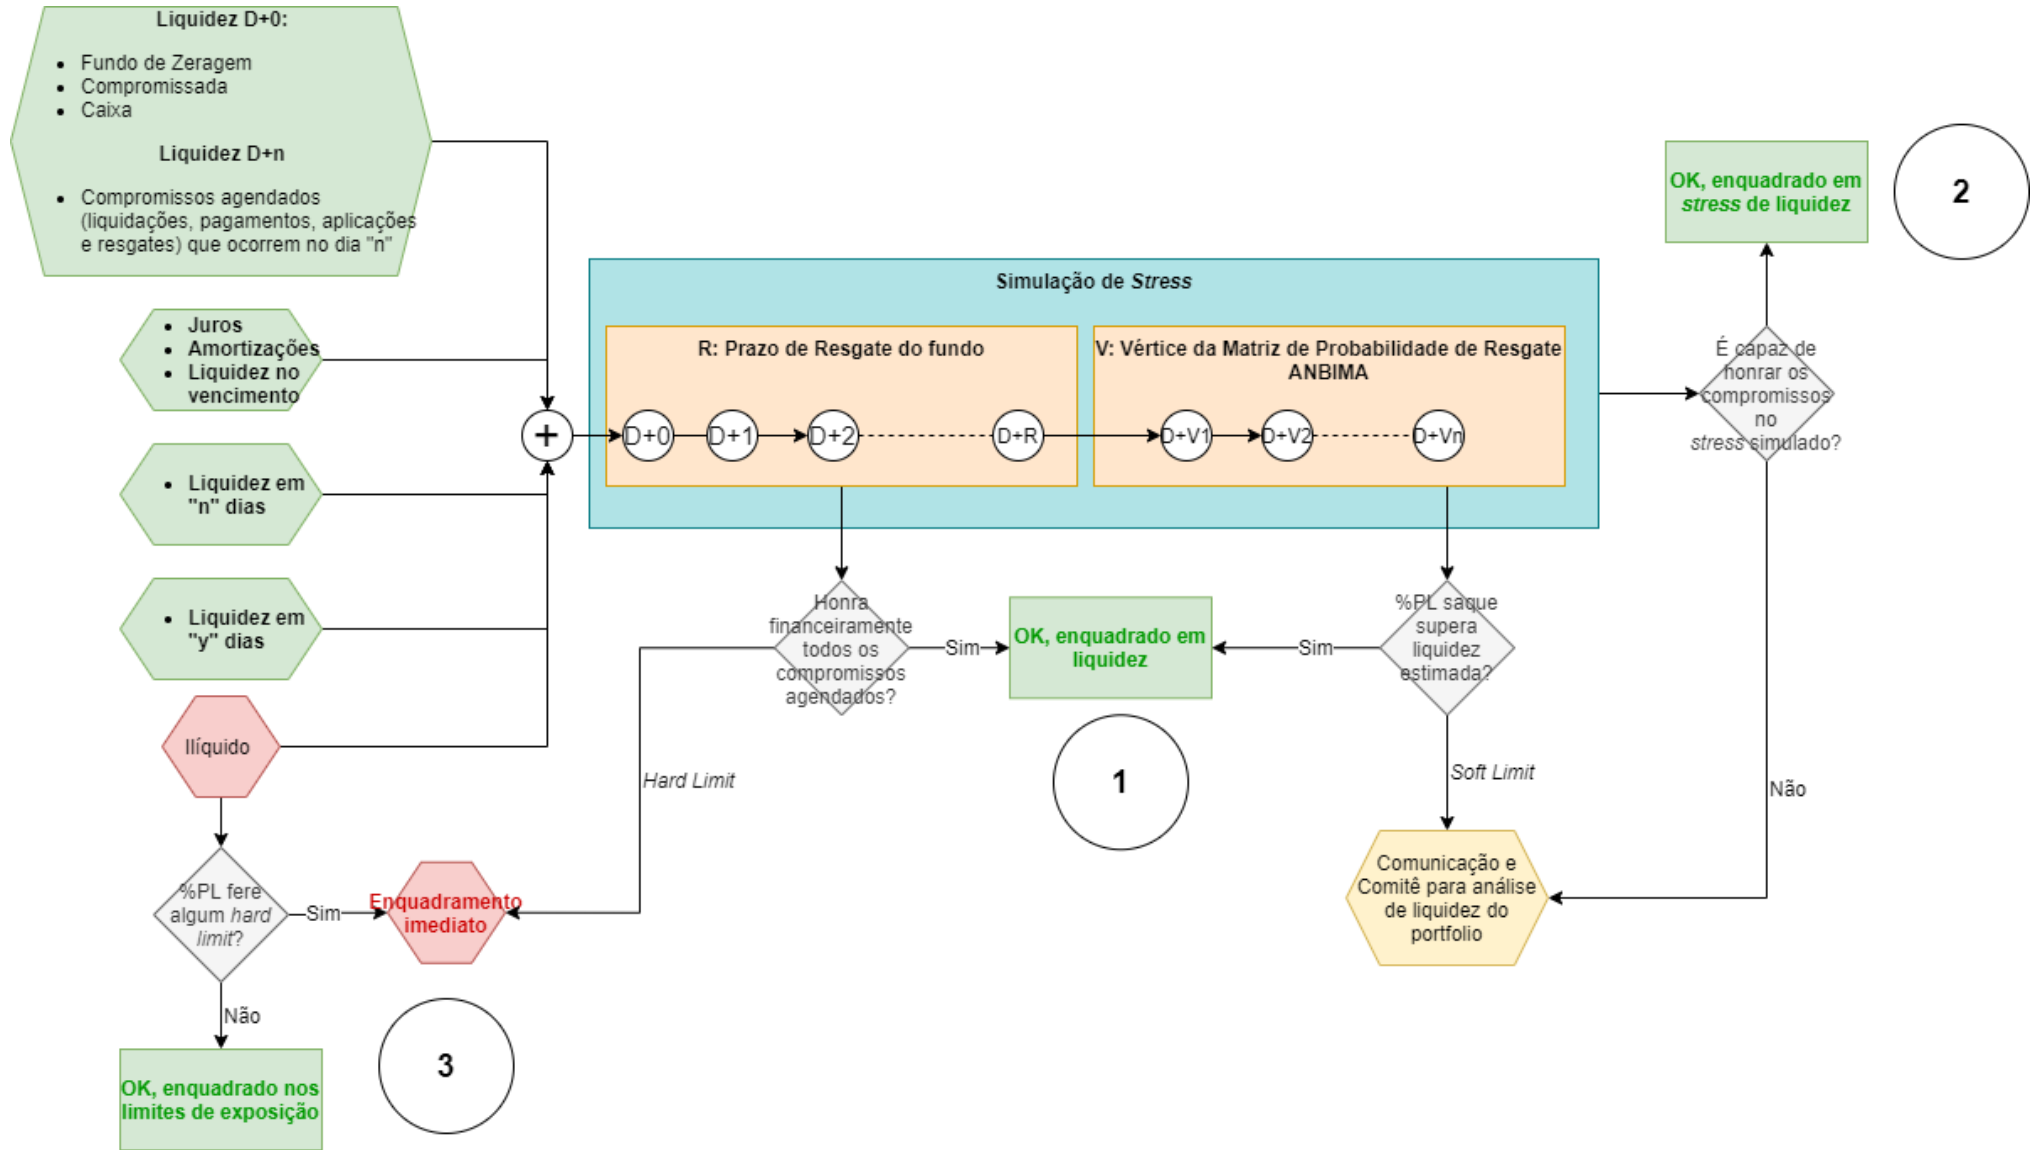 Liquidez D+0:
Fundo de Zeragem
Compromissada
Caixa
Liquidez D+n
Compromissos agendados
(liquidações, pagamentos, aplicações
e resgates) que ocorrem no dia "n"
Juros
Amortizações
Liquidez no
vencimento
Liquidez em
"n" dias
Liquidez em
"y" dias
Ilíquido
+
Simulação de Stress
R: Prazo de Resgate do fundo
D+0
D+1
D+2
D+R
V: Vértice da Matriz de Probabilidade de Resgate
ANBIMA
D+V1
D+V2
D+Vn
OK, enquadrado em
stress de liquidez
2
É capaz de
honrar os
compromissos
no
stress simulado?
Não
Honra
financeiramente
todos os
compromissos
agendados?
Sim
OK, enquadrado em
liquidez
Sim
%PL saque
supera
liquidez
estimada?
1
Hard Limit
Soft Limit
Comunicação e
Comitê para análise
de liquidez do
portfolio
%PL fere
algum hard
limit?
Sim
Enquadramento
imediato
Não
3
OK, enquadrado nos
limites de exposição